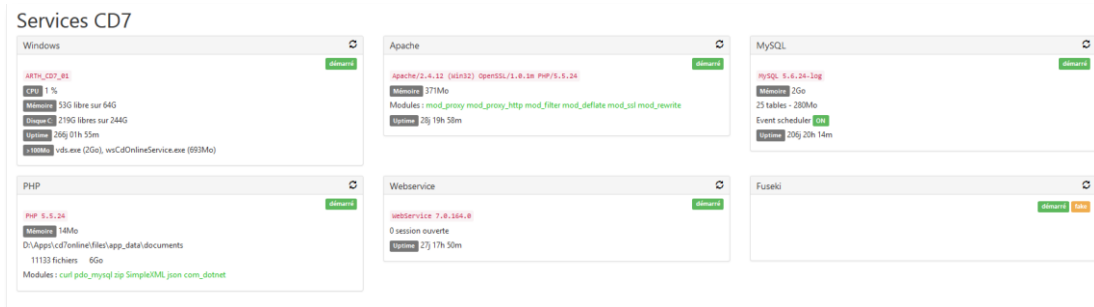 Services CD7
Windows
démarré
ARTH_CD7_01
CPU 1 %
Mémoire 53G libre sur 64G
Disque C: 219G libres sur 244G
Uptime 266j 01h 55m
>100Mo vds.exe (2Go), wsCdOnlineService.exe (693Mo)
Apache
démarré
Apache/2.4.12 (Win32) OpenSSL/1.0.1m PHP/5.5.24
Mémoire 371Mo
Modules : mod_proxy mod_proxy_http mod_filter mod_deflate mod_ssl mod_rewrite
Uptime 28j 19h 58m
MySQL
démarré
MySQL 5.6.24-log
Mémoire 2Go
25 tables - 280Mo
Event scheduler ON
Uptime 206j 20h 14m
PHP
démarré
PHP 5.5.24
Mémoire 14Mo
D:\Apps\cd7online\files\app_data\documents
11133 fichiers 6Go
Modules : curl pdo_mysql zip SimpleXML json com_dotnet
Webservice
démarré
WebService 7.0.164.0
0 session ouverte
Uptime 27j 17h 50m
Fuseki
démarré fake